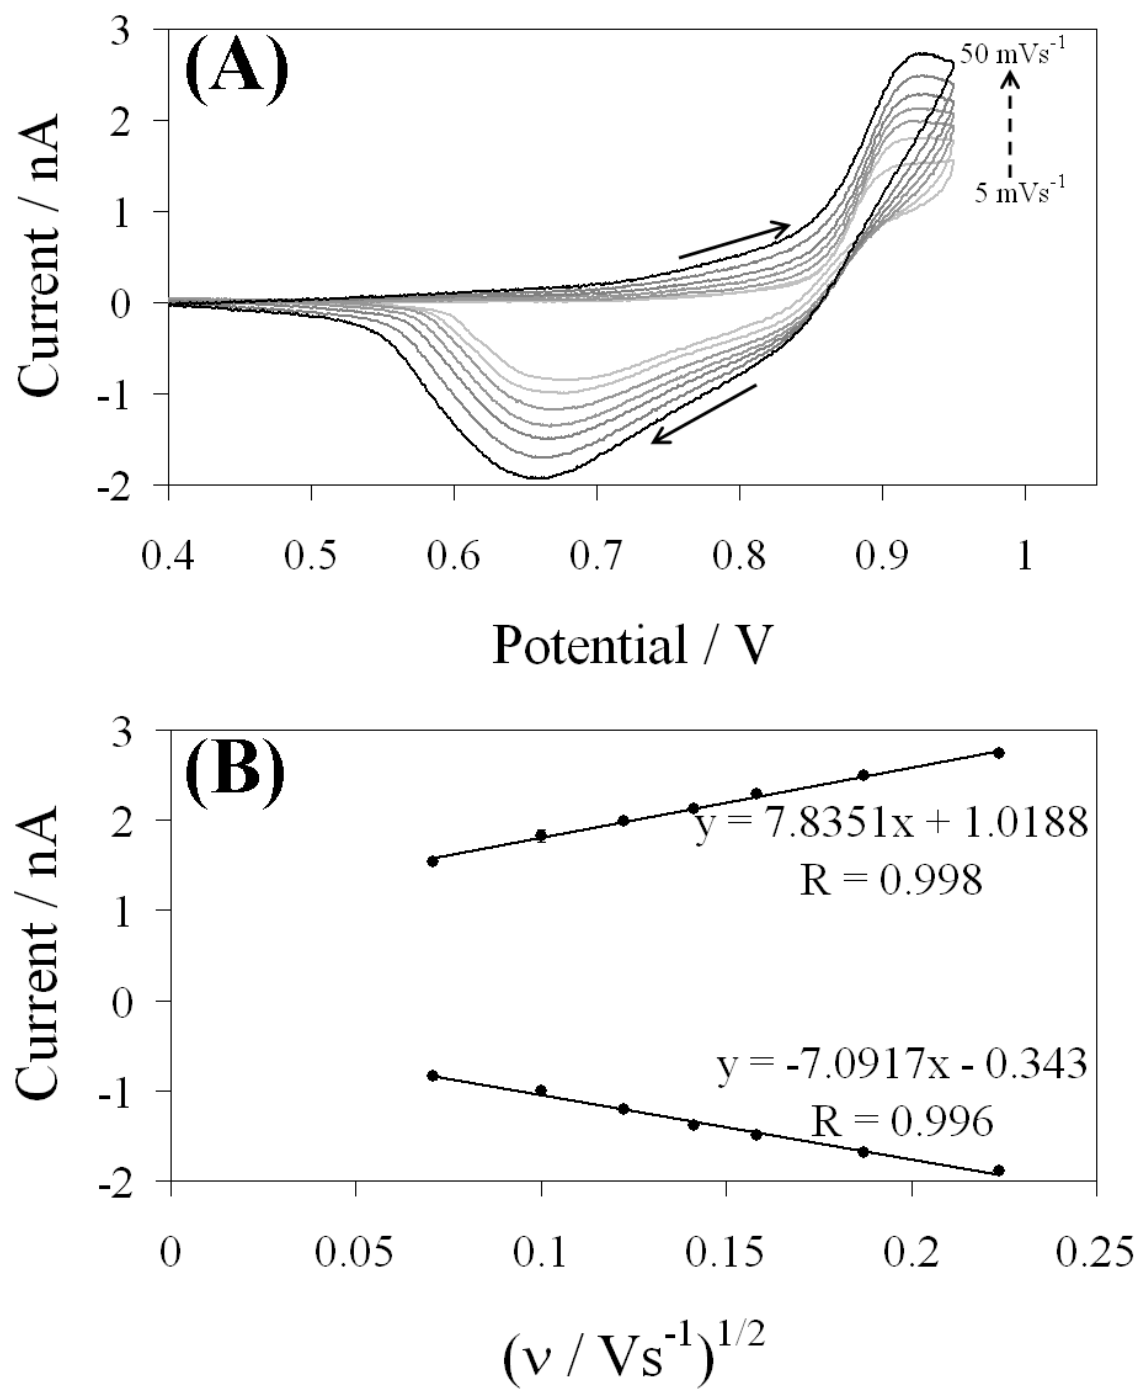 (A)
50 mVs⁻¹
5 mVs⁻¹
3
2
1
0
-1
-2
Current / nA
0.4 0.5 0.6 0.7 0.8 0.9 1
Potential / V
(B)
3
2
1
0
-1
-2
Current / nA
y = 7.8351x + 1.0188
R = 0.998
y = -7.0917x - 0.343
R = 0.996
0 0.05 0.1 0.15 0.2 0.25
(ν / Vs⁻¹)¹/²